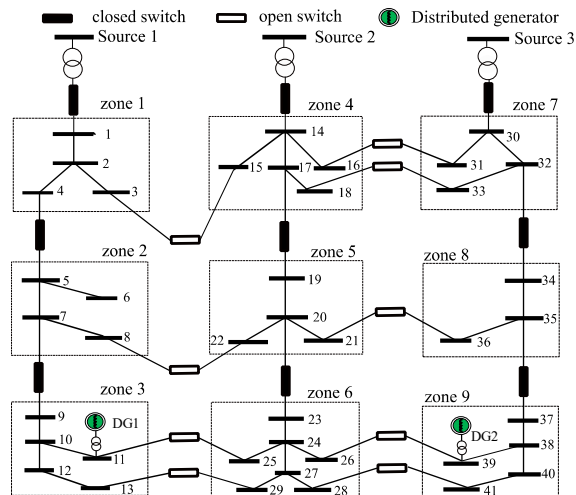 closed switch open switch Distributed generator
Source 1 Source 2 Source 3
zone 1 zone 4 zone 7
1 14 30
2 15 17 16 31 32
4 3 18 33
zone 2 zone 5 zone 8
5 19 34
6
7 20 35
8 22 21 36
zone 3 zone 6 zone 9
9 DG1 23 37
10 24 DG2 38
11 25 26 39
12 27 40
13 29 28 41